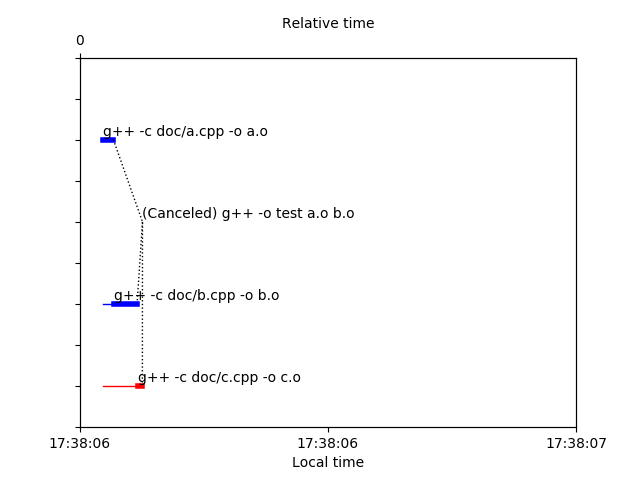 Relative time
0
g++ -c doc/a.cpp -o a.o
(Canceled) g++ -o test a.o b.o
g++ -c doc/b.cpp -o b.o
g++ -c doc/c.cpp -o c.o
17:38:06 17:38:06 17:38:07
Local time